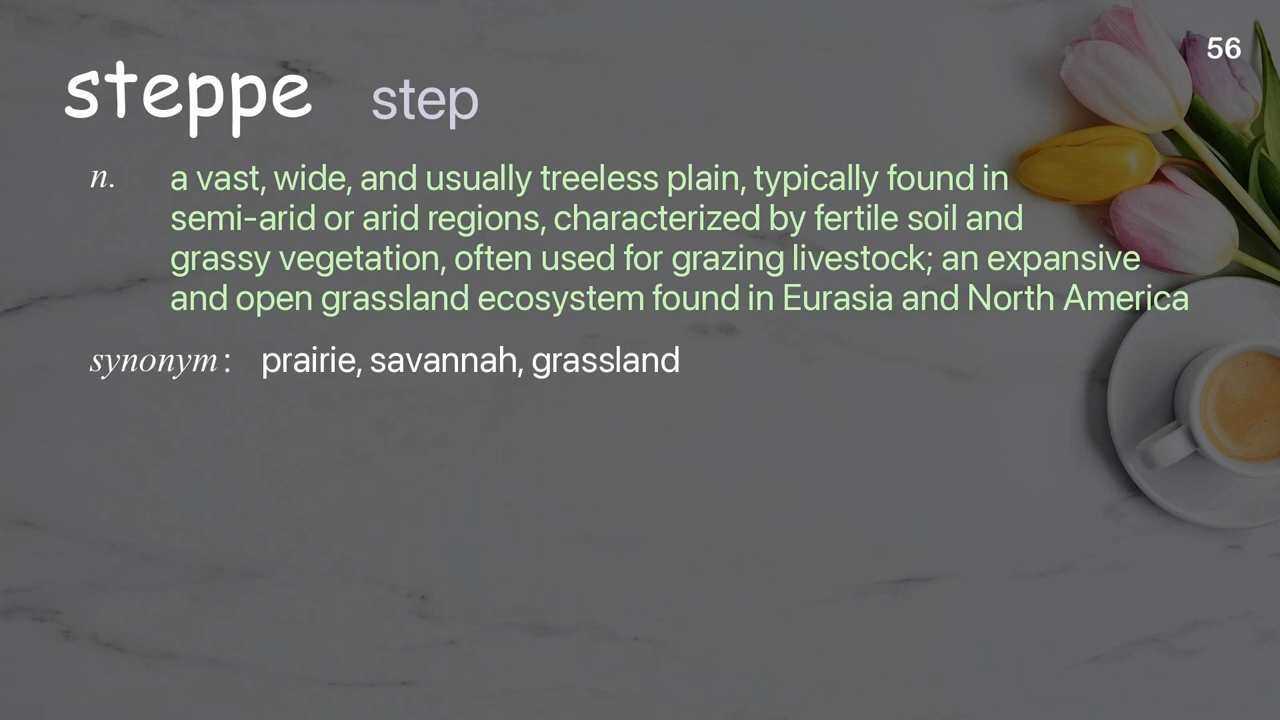 56
steppe step
n. a vast, wide, and usually treeless plain, typically found in
semi-arid or arid regions, characterized by fertile soil and
grassy vegetation, often used for grazing livestock; an expansive
and open grassland ecosystem found in Eurasia and North America
synonym: prairie, savannah, grassland